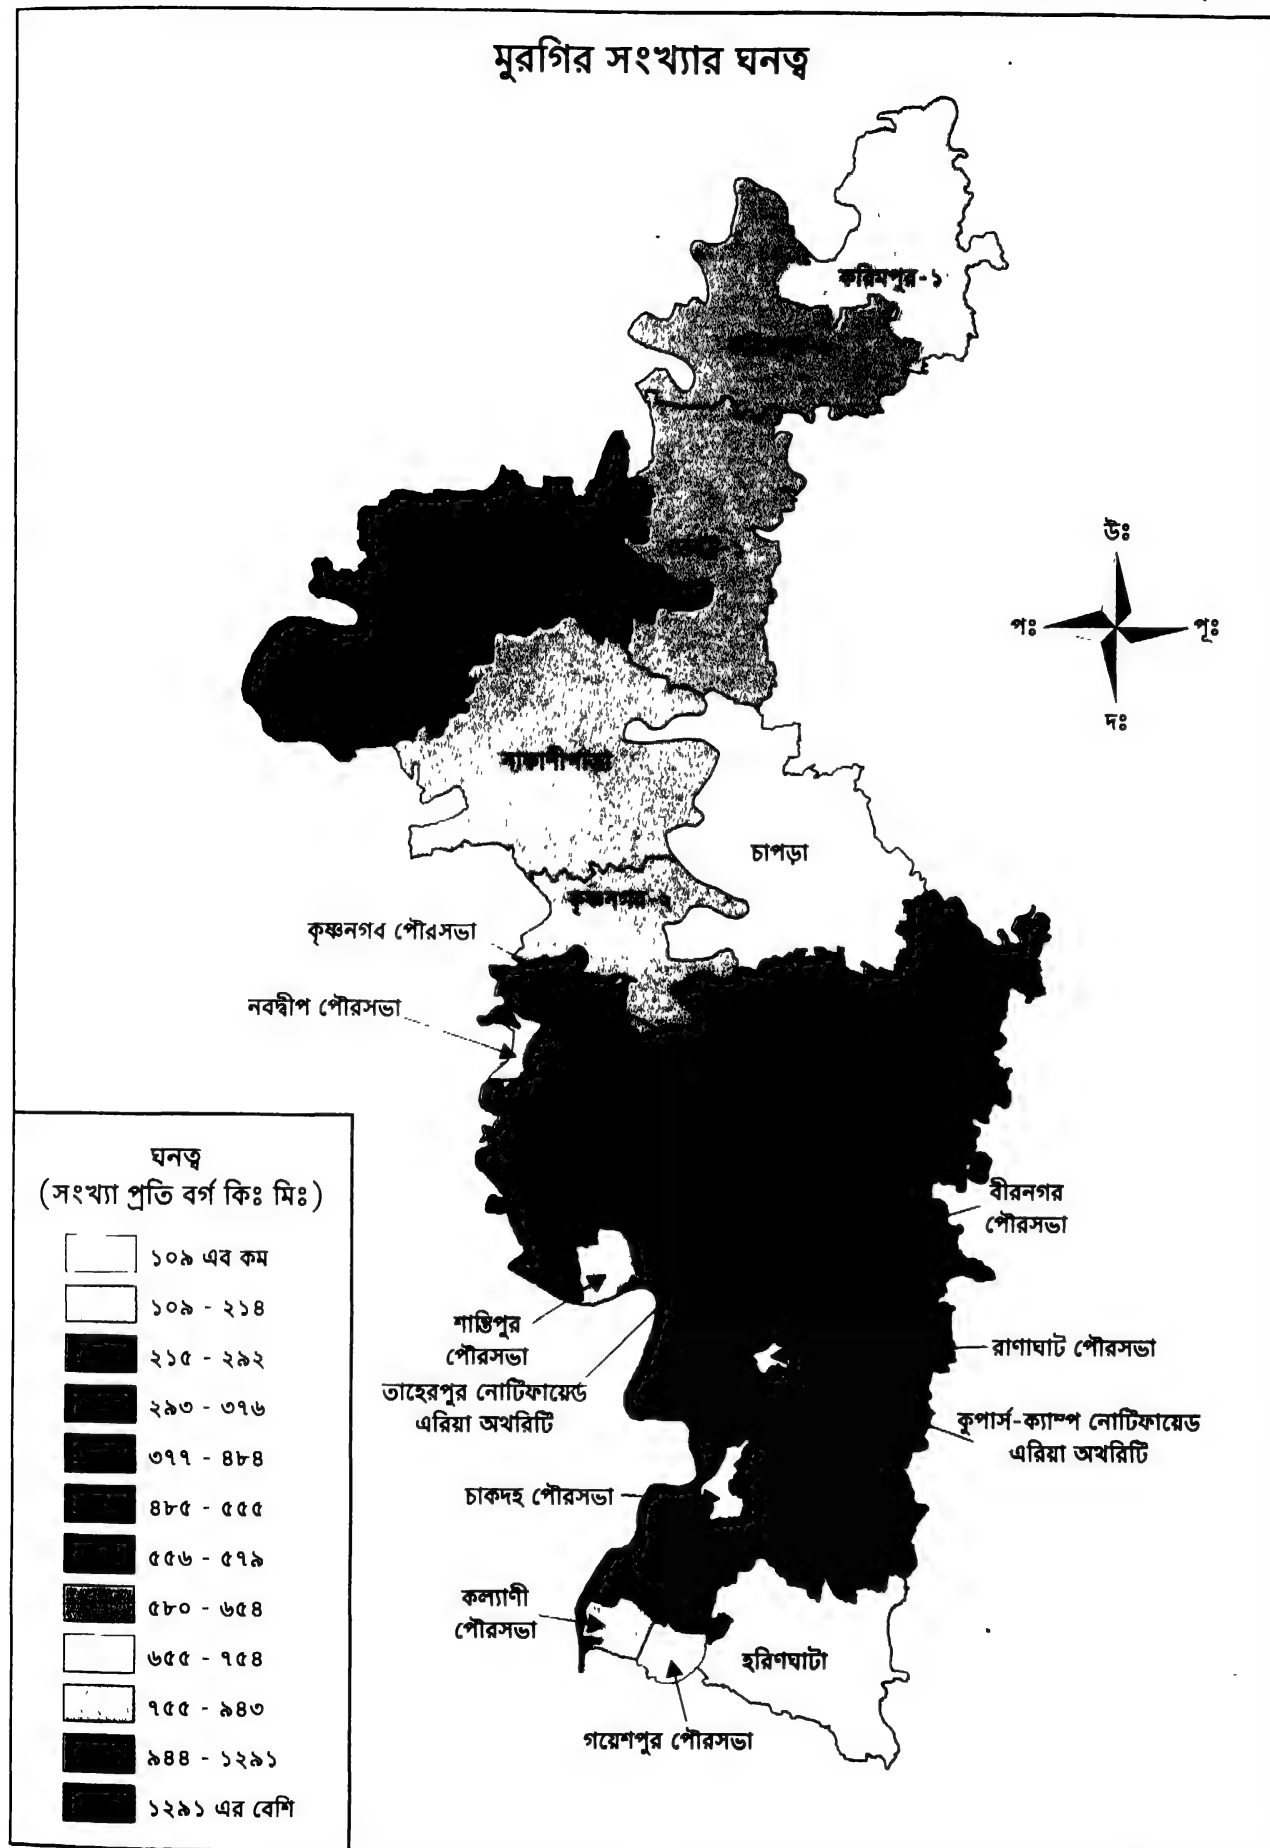 মুরগির সংখ্যার ঘনত্ব
করিমপুর-১
উঃ
পঃ
পূঃ
দঃ
চাপড়া
কৃষ্ণনগব পৌরসভা
নবদ্বীপ পৌরসভা
ঘনত্ব
(সংখ্যা প্রতি বর্গ কিঃ মিঃ)
১০৯ এব কম
১০৯ - ২১৪
২১৫ - ২৯২
২৯৩ - ৩৭৬
৩৭৭ - ৪৮৪
৪৮৫ - ৫৫৫
৫৫৬ - ৫৭৯
৫৮০ - ৬৫৪
৬৫৫ - ৭৫৪
৭৫৫ - ৯৪৩
৯৪৪ - ১২৯১
১২৯১ এর বেশি
বীরনগর
পৌরসভা
শান্তিপুর
পৌরসভা
রাণাঘাট পৌরসভা
তাহেরপুর নোটিফায়েড
এরিয়া অথরিটি
কুপার্স-ক্যাম্প নোটিফায়েড
এরিয়া অথরিটি
চাকদহ পৌরসভা
কল্যাণী
পৌরসভা
হরিণঘাটা
গয়েশপুর পৌরসভা